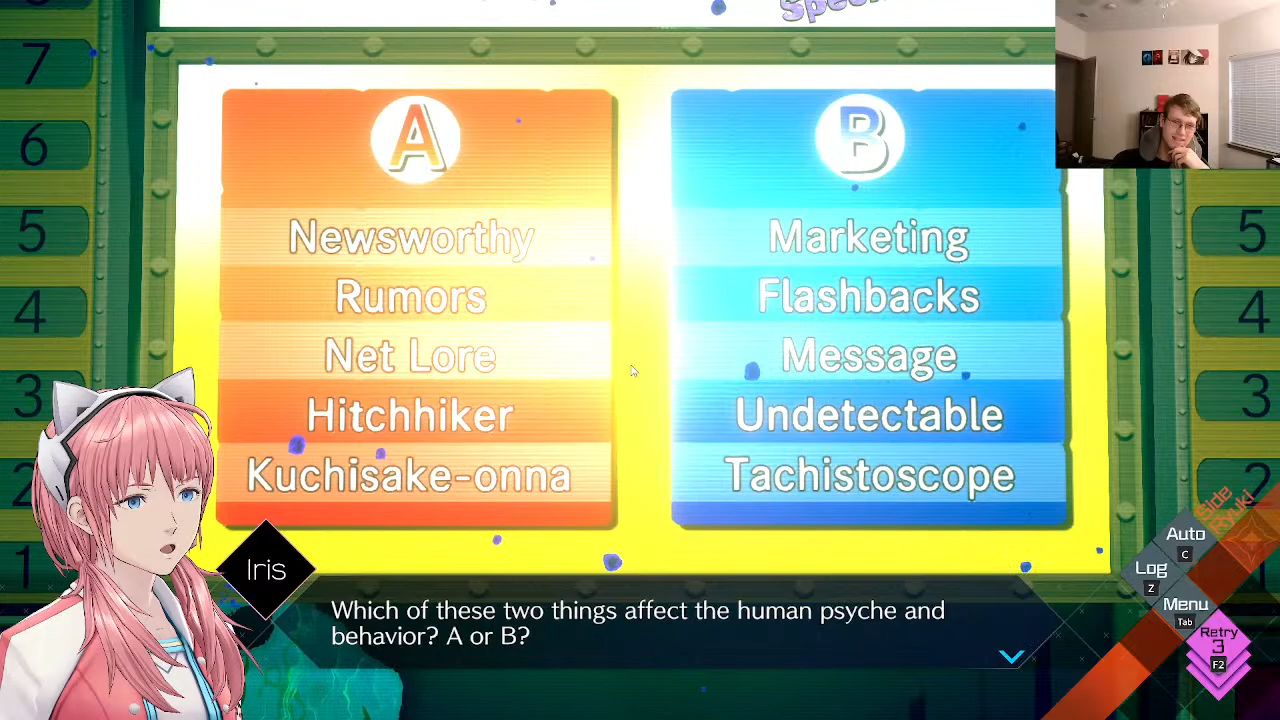 7
6
5
4
3
2
1
5
4
3
2
A
Newsworthy
Rumors
Net Lore
Hitchhiker
Kuchisake-onna
B
Marketing
Flashbacks
Message
Undetectable
Tachistoscope
Side
Ryuki
Auto
C
Log
Z
Menu
Tab
Retry
3
F2
Iris
Which of these two things affect the human psyche and
behavior? A or B?